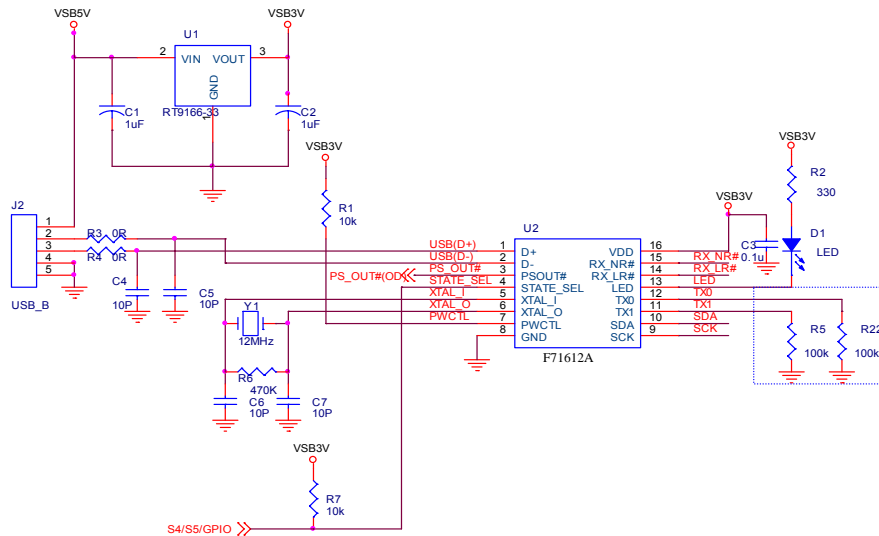 VSB5V
VSB3V
U1
2
VIN
VOUT
3
GND
1
RT9166-33
C1
1uF
C2
1uF
VSB3V
R1
10k
J2
1
2
3
4
5
USB_B
R3 0R
R4 0R
C4
10P
C5
10P
Y1
12MHz
R6
470K
C6
10P
C7
10P
USB(D+)
USB(D-)
PS_OUT#(OD)
PS_OUT#
STATE_SEL
XTAL_I
XTAL_O
PWCTL
U2
1 D+ VDD 16
2 D- RX_NR# 15
3 PSOUT# RX_LR# 14
4 STATE_SEL LED 13
5 XTAL_I TX0 12
6 XTAL_O TX1 11
7 PWCTL SDA 10
8 GND SCK 9
F71612A
RX_NR#
RX_LR#
LED
TX0
TX1
SDA
SCK
VSB3V
C3
0.1u
VSB3V
R2
330
D1
LED
R5
100k
R22
100k
VSB3V
R7
10k
S4/S5/GPIO